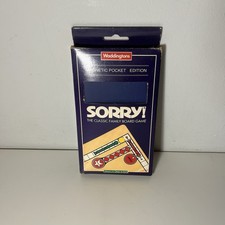 Waddingtons
MAGNETIC POCKET EDITION
SORRY!
THE CLASSIC FAMILY BOARD GAME